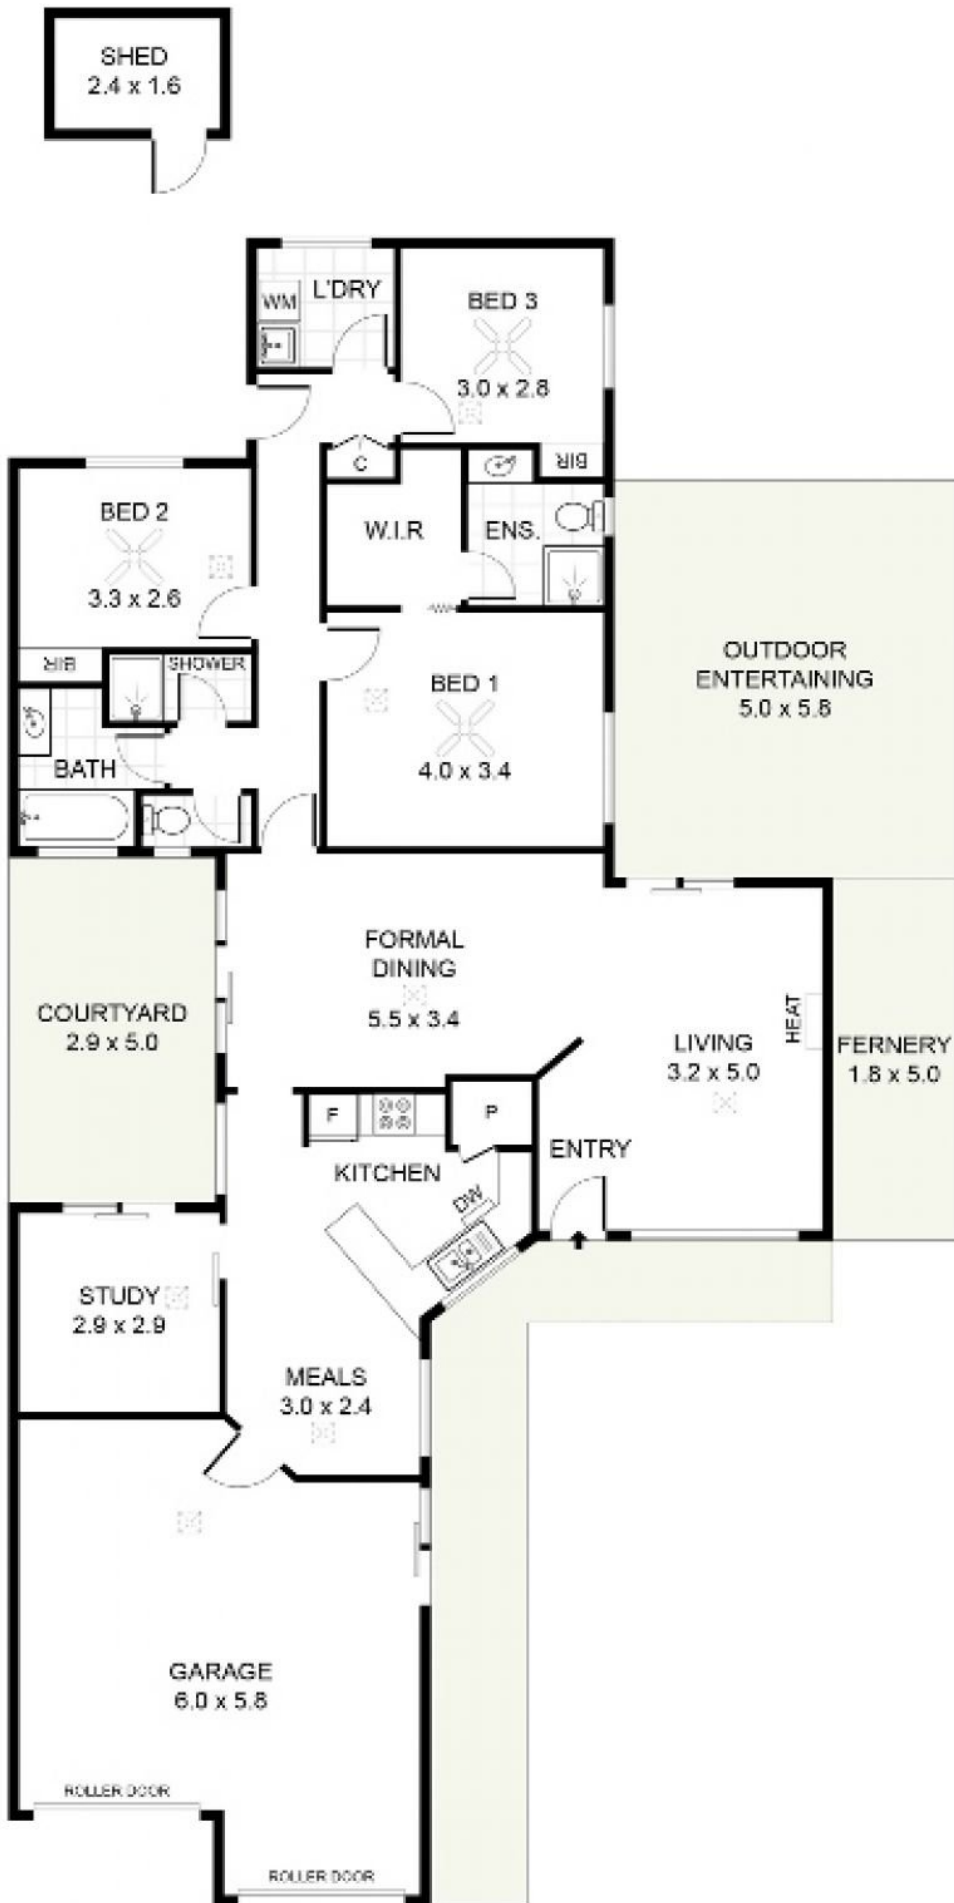 SHED
2.4 x 1.6
WM
L'DRY
BED 3
3.0 x 2.8
C
BIR
BED 2
3.3 x 2.6
W.I.R
ENS.
BIR
SHOWER
BED 1
4.0 x 3.4
OUTDOOR
ENTERTAINING
5.0 x 5.8
BATH
FORMAL
DINING
5.5 x 3.4
COURTYARD
2.9 x 5.0
LIVING
3.2 x 5.0
HEAT
FERNERY
1.8 x 5.0
F
P
ENTRY
KITCHEN
DW
STUDY
2.9 x 2.9
MEALS
3.0 x 2.4
GARAGE
6.0 x 5.8
ROLLER DOOR
ROLLER DOOR